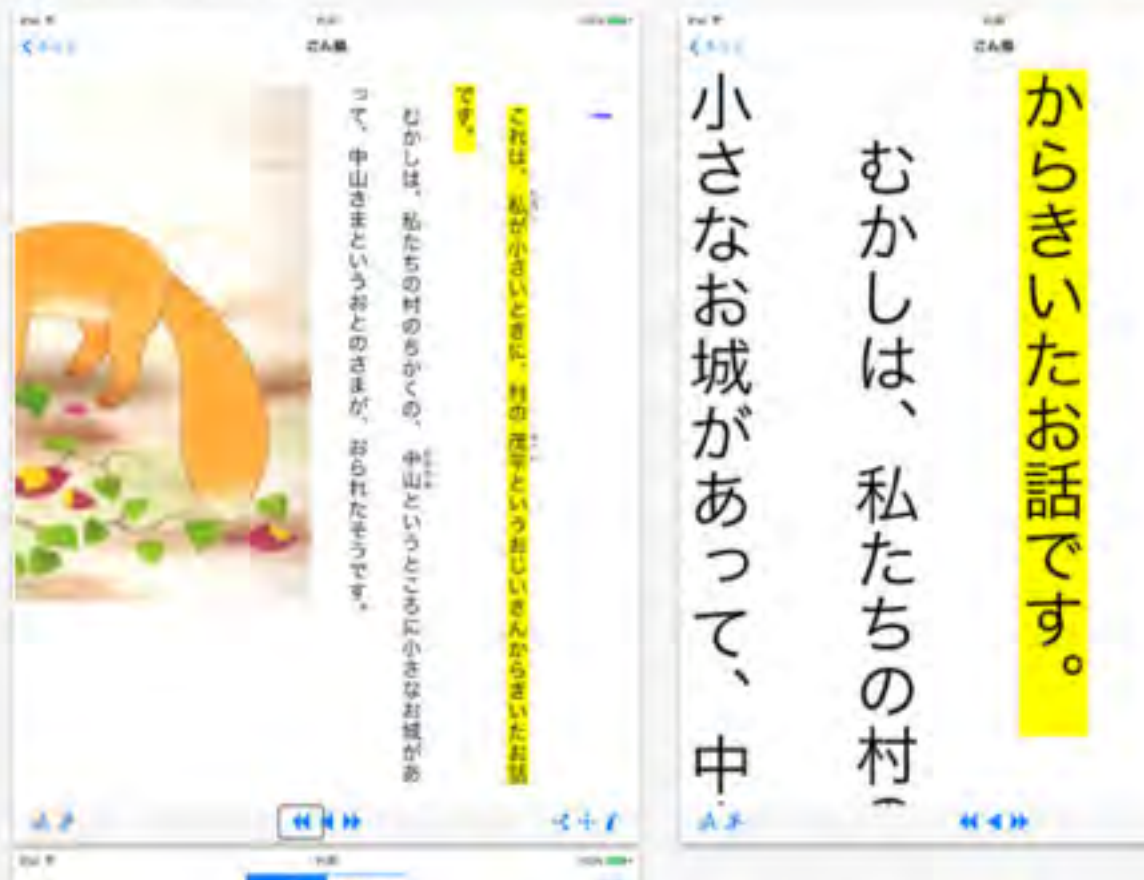 ごん狐
一
これは、私が小さいときに、村の茂平というおじいさんからきいたお話
です。
むかしは、私たちの村のちかくの、中山というところに小さなお城があ
って、中山さまというおとのさまが、おられたそうです。
ごん狐
からきいたお話です。
むかしは、私たちの村の
小さなお城があって、中